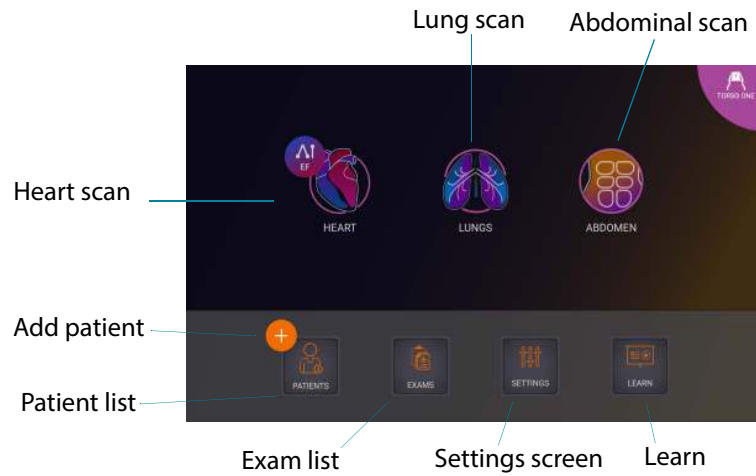 Lung scan
Abdominal scan
TORSO ONE
AI
EF
Heart scan
HEART
LUNGS
ABDOMEN
Add patient
+
PATIENTS
EXAMS
SETTINGS
LEARN
Patient list
Exam list
Settings screen
Learn